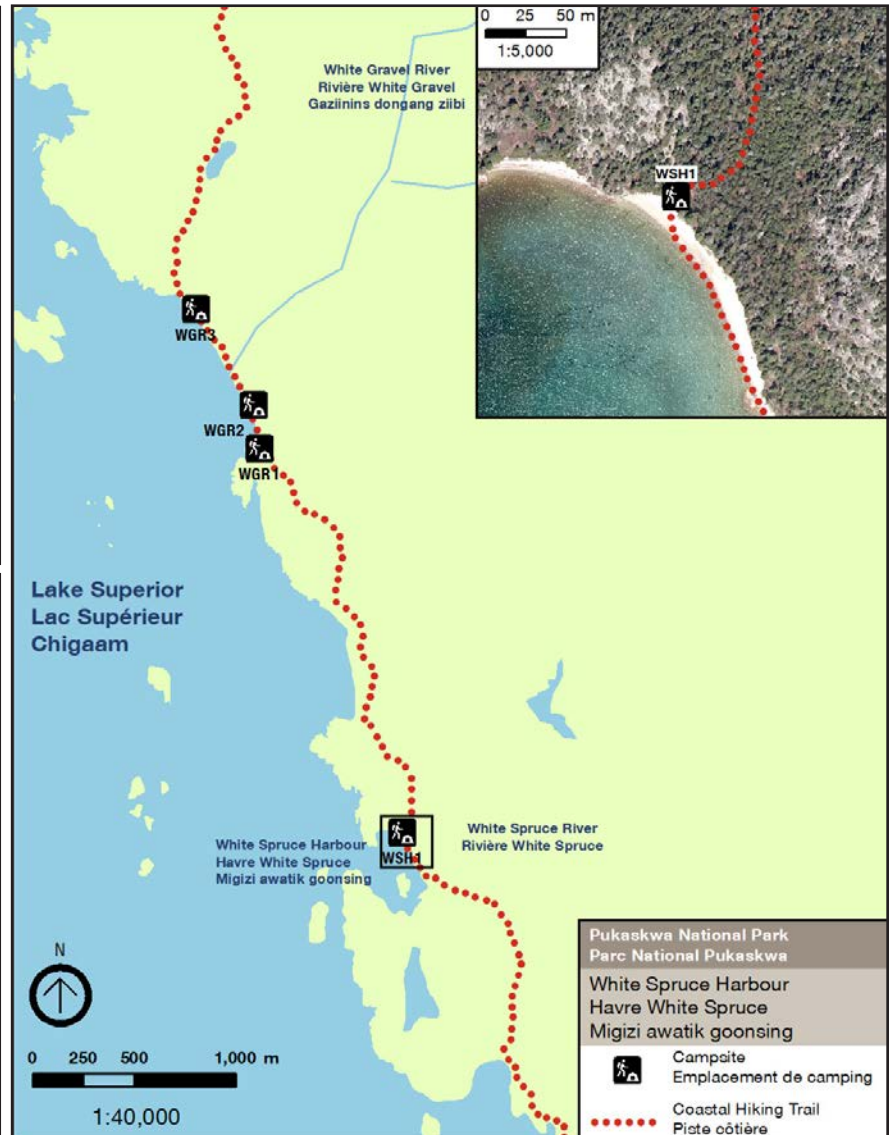 White Gravel River
Rivière White Gravel
Gaziinins dongang ziibi
0 25 50 m
1:5,000
WSH1
WGR3
WGR2
WGR1
Lake Superior
Lac Supérieur
Chigaam
White Spruce Harbour
Havre White Spruce
Migizi awatik goonsing
WSH1
White Spruce River
Rivière White Spruce
N
0 250 500 1,000 m
1:40,000
Pukaskwa National Park
Parc National Pukaskwa
White Spruce Harbour
Havre White Spruce
Migizi awatik goonsing
Campsite
Emplacement de camping
Coastal Hiking Trail
Piste côtière